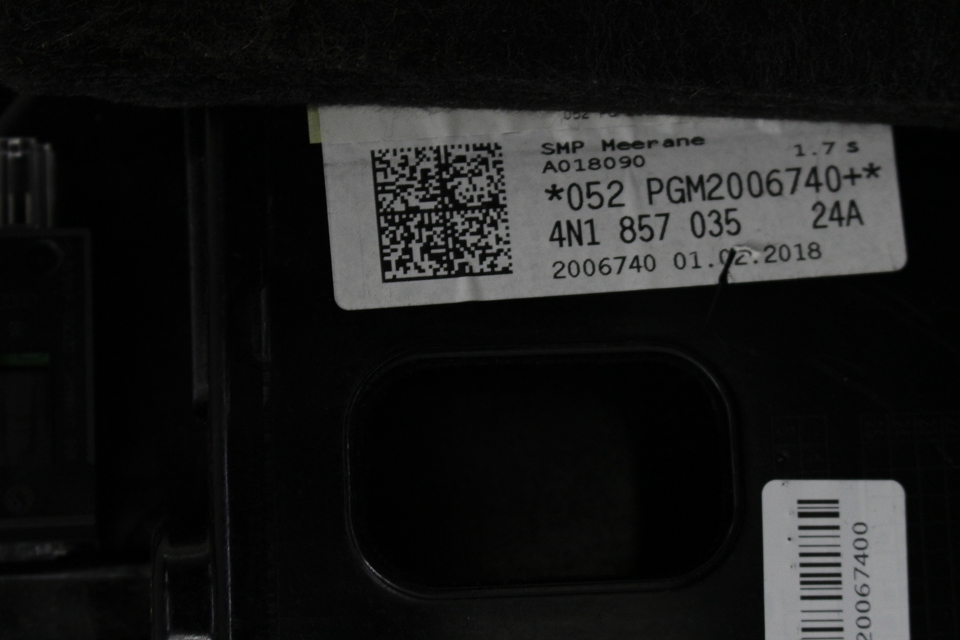 SMP Meerane 1.7 s
A018090
*052 PGM2006740+*
4N1 857 035 24A
2006740 01.02.2018
20067400